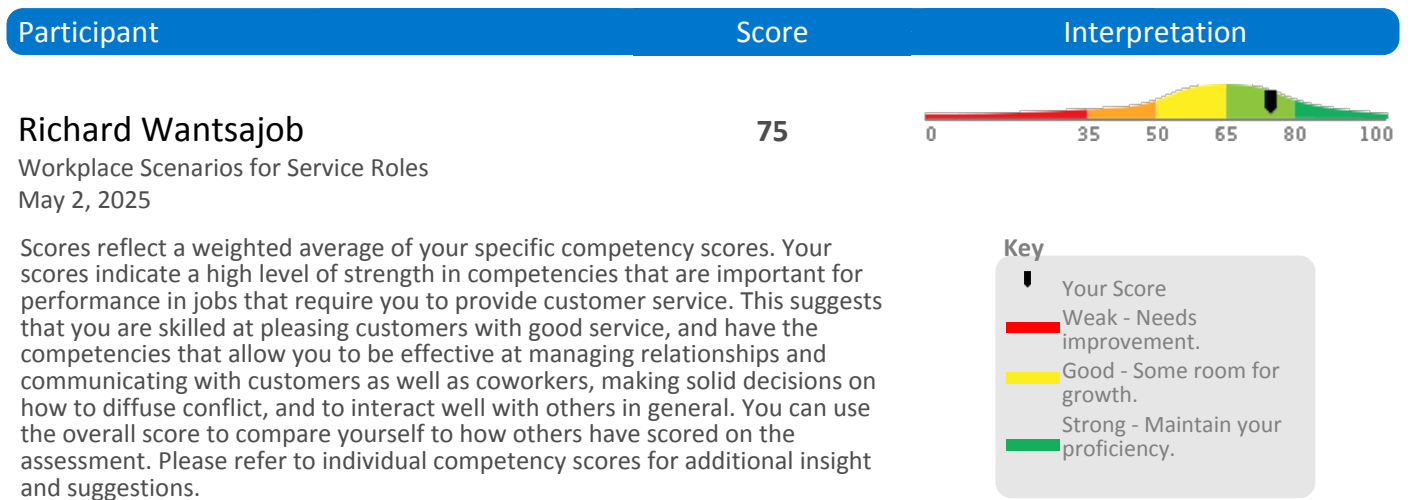 Participant Score Interpretation
Richard Wantsajob 75
0 35 50 65 80 100
Workplace Scenarios for Service Roles
May 2, 2025
Scores reflect a weighted average of your specific competency scores. Your
scores indicate a high level of strength in competencies that are important for
performance in jobs that require you to provide customer service. This suggests
that you are skilled at pleasing customers with good service, and have the
competencies that allow you to be effective at managing relationships and
communicating with customers as well as coworkers, making solid decisions on
how to diffuse conflict, and to interact well with others in general. You can use
the overall score to compare yourself to how others have scored on the
assessment. Please refer to individual competency scores for additional insight
and suggestions.
Key
Your Score
Weak - Needs
improvement.
Good - Some room for
growth.
Strong - Maintain your
proficiency.